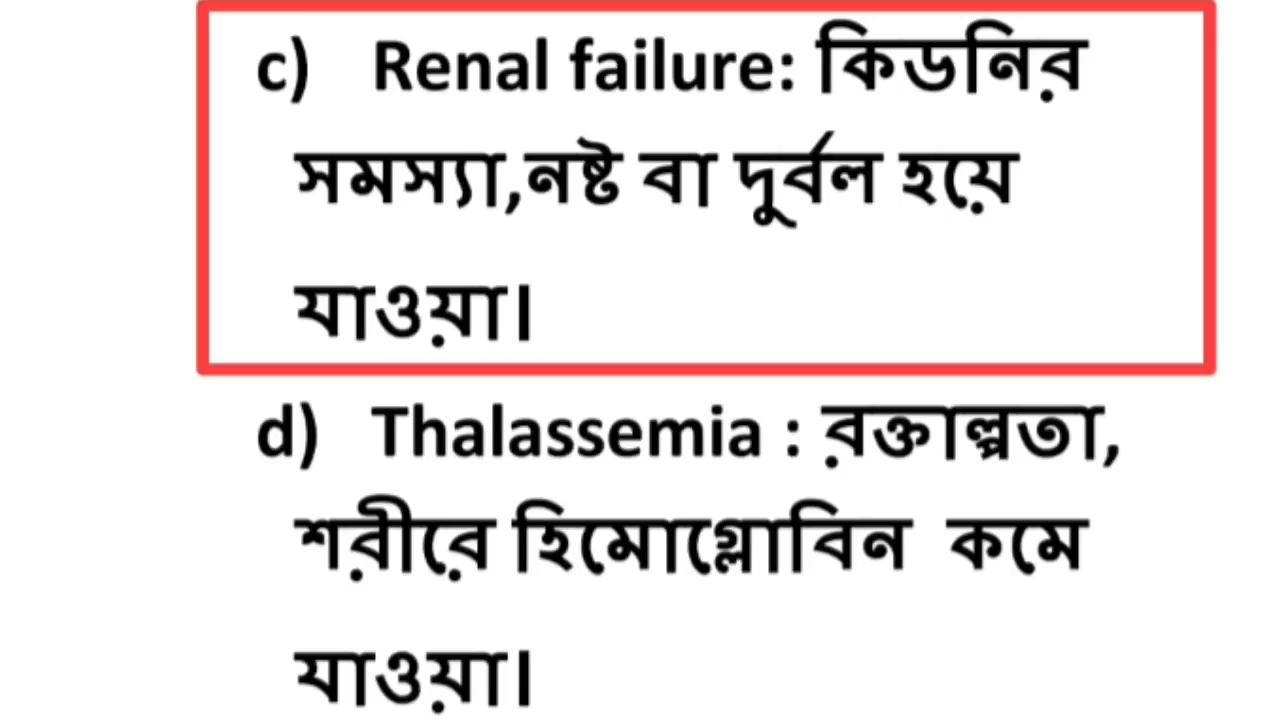 c) Renal failure: কিডনির
সমস্যা,নষ্ট বা দুর্বল হয়ে
যাওয়া।
d) Thalassemia : রক্তাল্পতা,
শরীরে হিমোগ্লোবিন কমে
যাওয়া।